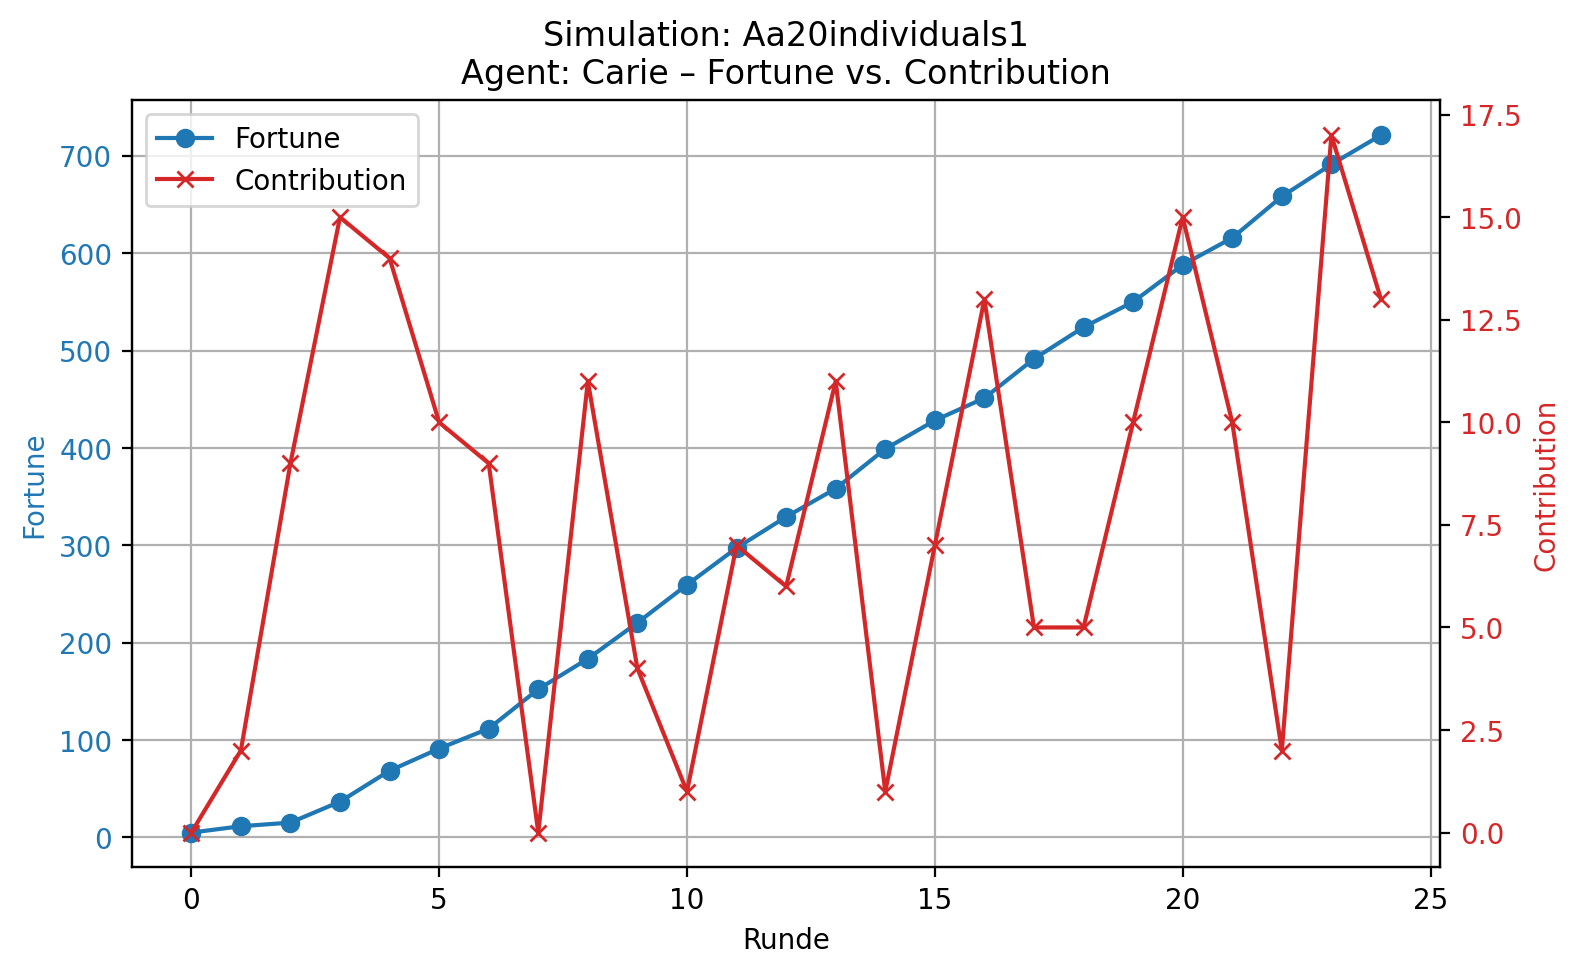 Simulation: Aa20individuals1
Agent: Carie – Fortune vs. Contribution
Fortune
Contribution
700
600
500
400
300
200
100
0
Fortune
17.5
15.0
12.5
10.0
7.5
5.0
2.5
0.0
Contribution
0 5 10 15 20 25
Runde